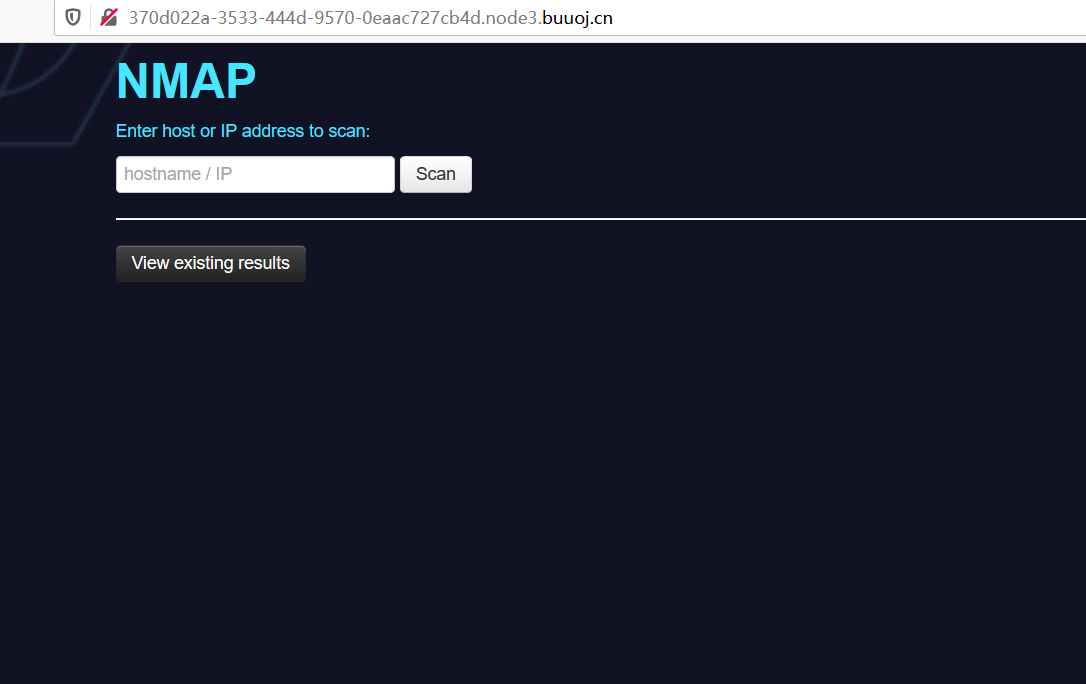 370d022a-3533-444d-9570-0eaac727cb4d.node3.buuoj.cn
NMAP
Enter host or IP address to scan:
hostname / IP Scan
View existing results